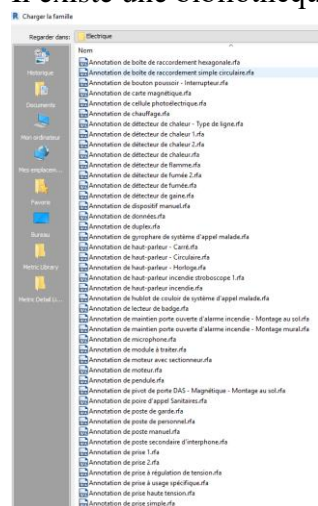 Il existe une bibliothèqu
Charger la famille
Regarder dans:
Electrique
Nom
Historique
Documents
Mon ordinateur
Mes emplacem...
Favoris
Bureau
Metric Library
Metric Detail Li...
Annotation de boîte de raccordement hexagonale.rfa
Annotation de boîte de raccordement simple circulaire.rfa
Annotation de bouton poussoir - Interrupteur.rfa
Annotation de carte magnétique.rfa
Annotation de cellule photoélectrique.rfa
Annotation de chauffage.rfa
Annotation de détecteur de chaleur - Type de ligne.rfa
Annotation de détecteur de chaleur 1.rfa
Annotation de détecteur de chaleur 2.rfa
Annotation de détecteur de chaleur.rfa
Annotation de détecteur de flamme.rfa
Annotation de détecteur de fumée 2.rfa
Annotation de détecteur de fumée.rfa
Annotation de détecteur de gaine.rfa
Annotation de dispositif manuel.rfa
Annotation de données.rfa
Annotation de duplex.rfa
Annotation de gyrophare de système d'appel malade.rfa
Annotation de haut-parleur - Carré.rfa
Annotation de haut-parleur - Circulaire.rfa
Annotation de haut-parleur - Horloge.rfa
Annotation de haut-parleur incendie stroboscope 1.rfa
Annotation de haut-parleur incendie.rfa
Annotation de hublot de couloir de système d'appel malade.rfa
Annotation de lecteur de badge.rfa
Annotation de maintien porte ouverte d'alarme incendie - Montage au sol.rfa
Annotation de maintien porte ouverte d'alarme incendie - Montage mural.rfa
Annotation de microphone.rfa
Annotation de module à traiter.rfa
Annotation de moteur avec sectionneur.rfa
Annotation de moteur.rfa
Annotation de pendule.rfa
Annotation de pivot de porte DAS - Magnétique - Montage au sol.rfa
Annotation de poire d'appel Sanitaires.rfa
Annotation de poste de garde.rfa
Annotation de poste de personnel.rfa
Annotation de poste manuel.rfa
Annotation de poste secondaire d'interphone.rfa
Annotation de prise 1.rfa
Annotation de prise 2.rfa
Annotation de prise à régulation de tension.rfa
Annotation de prise à usage spécifique.rfa
Annotation de prise haute tension.rfa
Annotation de prise simple.rfa